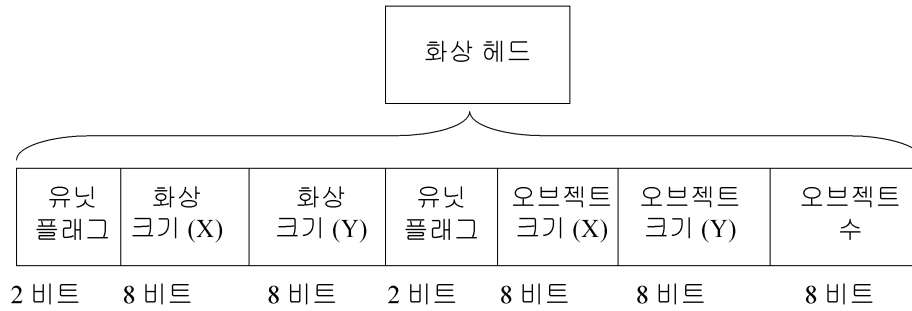 화상 헤드
유닛 화상 화상 유닛 오브젝트 오브젝트 오브젝트
플래그 크기 (X) 크기 (Y) 플래그 크기 (X) 크기 (Y) 수
2 비트 8 비트 8 비트 2 비트 8 비트 8 비트 8 비트